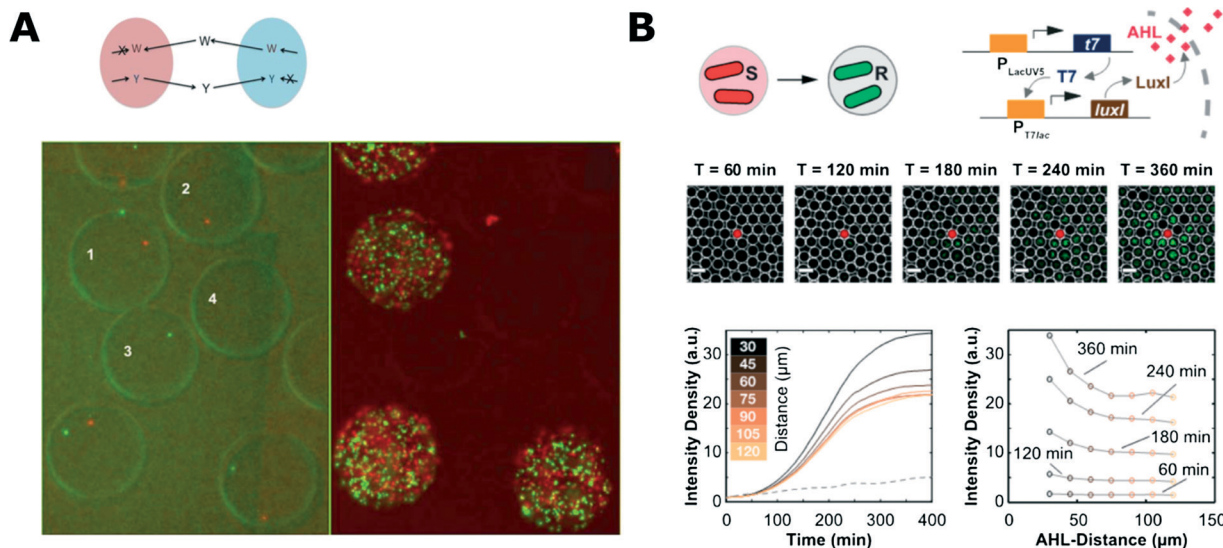 A
W
X W
W
Y
Y
Y X
1
2
3
4
B
S
R
t7
AHL
P LacUV5
T7
LuxI
luxI
P T7lac
T = 60 min
T = 120 min
T = 180 min
T = 240 min
T = 360 min
Intensity Density (a.u.)
30
20
10
0
30
45
60
75
90
105
120
Distance (µm)
0 100 200 300 400
Time (min)
Intensity Density (a.u.)
30
20
10
0
360 min
240 min
180 min
120 min
60 min
0 50 100 150
AHL-Distance (µm)